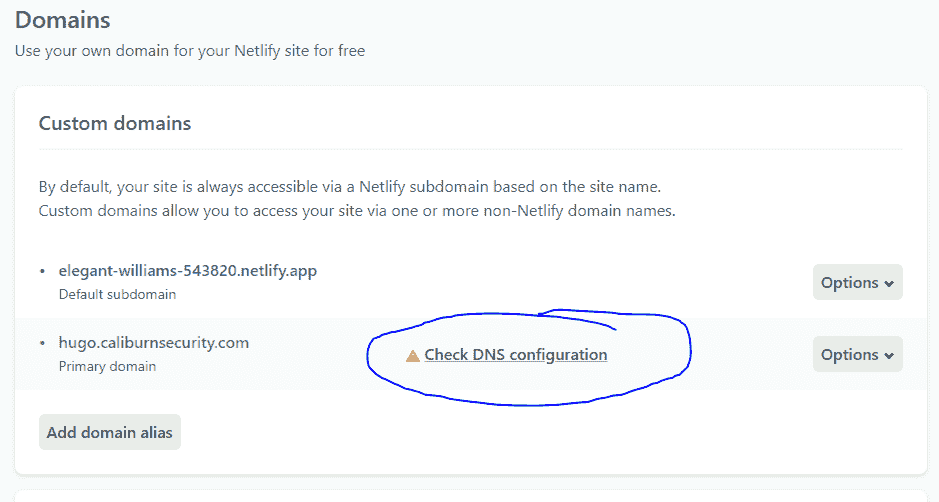 Domains
Use your own domain for your Netlify site for free
Custom domains
By default, your site is always accessible via a Netlify subdomain based on the site name.
Custom domains allow you to access your site via one or more non-Netlify domain names.
• elegant-williams-543820.netlify.app
Default subdomain
Options
• hugo.caliburnsecurity.com
Primary domain
Check DNS configuration
Options
Add domain alias